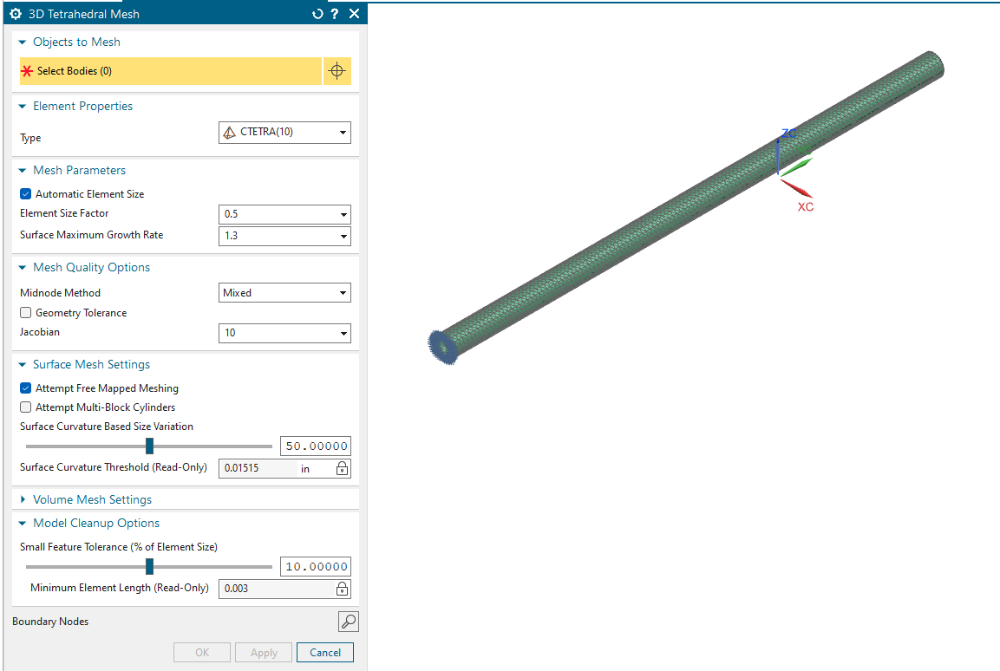 3D Tetrahedral Mesh
Objects to Mesh
Select Bodies (0)
Element Properties
Type
CTETRA(10)
Mesh Parameters
Automatic Element Size
Element Size Factor
0.5
Surface Maximum Growth Rate
1.3
Mesh Quality Options
Midnode Method
Mixed
Geometry Tolerance
Jacobian
10
Surface Mesh Settings
Attempt Free Mapped Meshing
Attempt Multi-Block Cylinders
Surface Curvature Based Size Variation
50.00000
Surface Curvature Threshold (Read-Only)
0.01515 in
Volume Mesh Settings
Model Cleanup Options
Small Feature Tolerance (% of Element Size)
10.00000
Minimum Element Length (Read-Only)
0.003
Boundary Nodes
OK Apply Cancel
ZC
XC